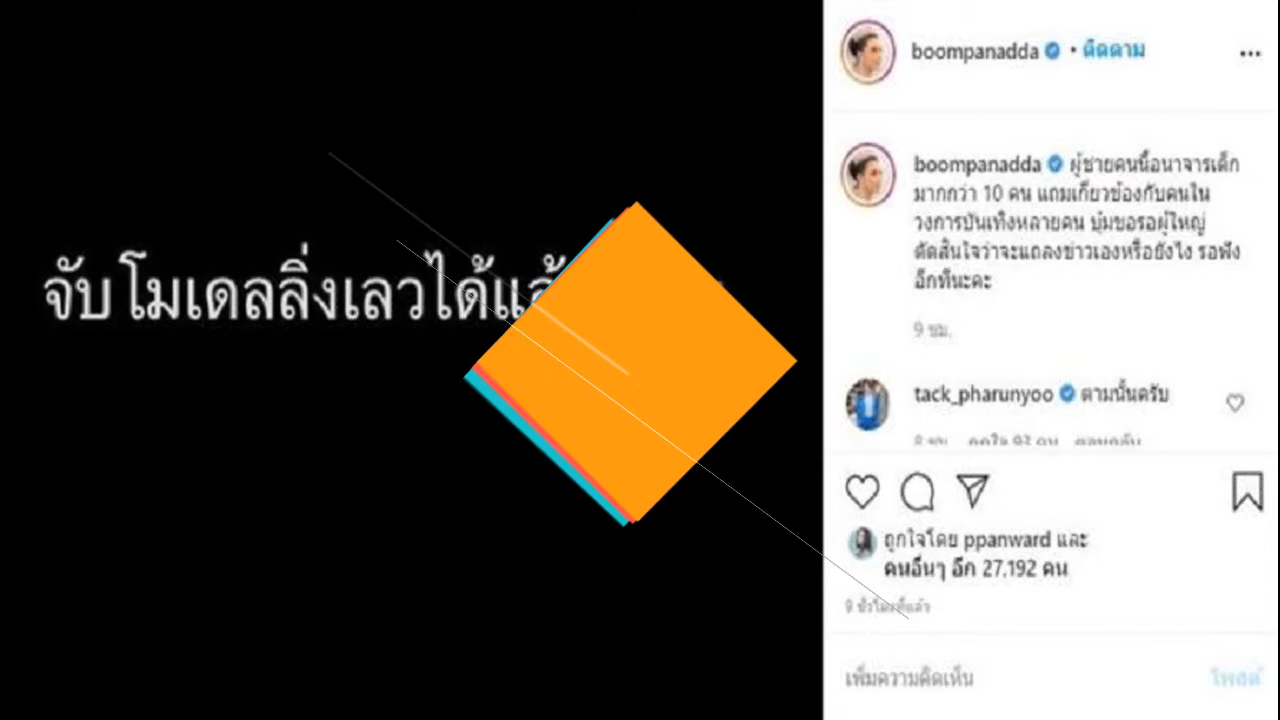 จับโมเดลลิ่งเลวได้แล้ว
boompanadda • ติดตาม
boompanadda ผู้ชายคนนี้อนาจารเด็ก
มากกว่า 10 คน แถมเกี่ยวข้องกับคนใน
วงการบันเทิงหลายคน บุ๋มขอรอผู้ใหญ่
ตัดสินใจว่าจะแถลงข่าวเองหรือยังไง รอฟัง
อีกทีนะคะ
9 ชม.
tack_pharunyoo ตามนั้นครับ
ถูกใจโดย ppanward และ
คนอื่นๆ อีก 27,192 คน
9 ชั่วโมงที่แล้ว
เพิ่มความคิดเห็น
โพสต์